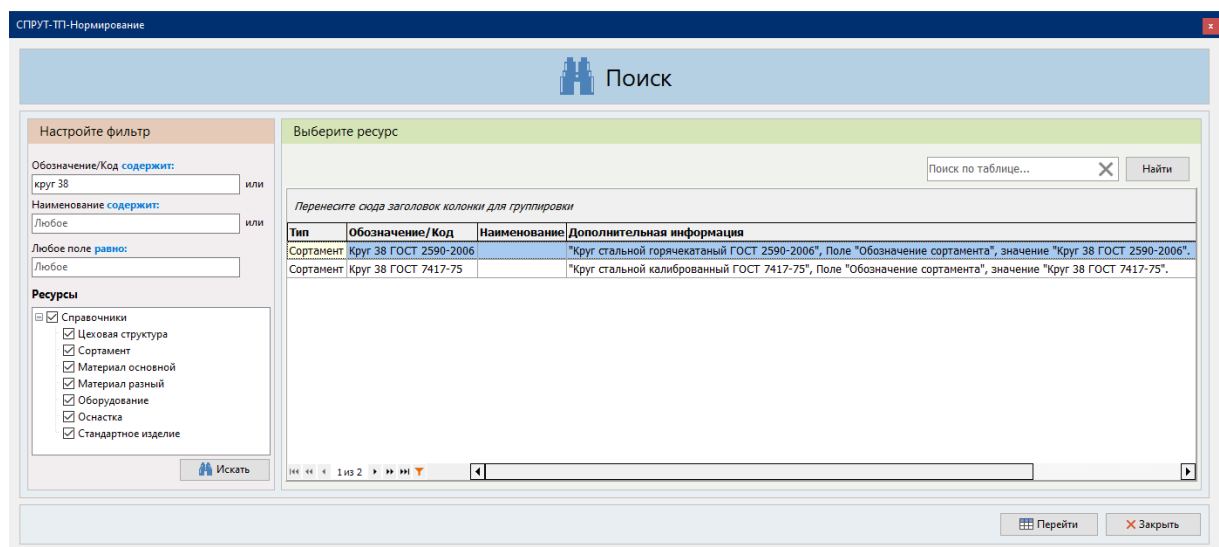 СПРУТ-ТП-Нормирование
Поиск
Настройте фильтр
Обозначение/Код содержит:
круг 38 или
Наименование содержит:
Любое или
Любое поле равно:
Любое
Ресурсы
Справочники
Цеховая структура
Сортамент
Материал основной
Материал разный
Оборудование
Оснастка
Стандартное изделие
Искать
Выберите ресурс
Поиск по таблице... Найти
Перенесите сюда заголовок колонки для группировки
Тип Обозначение/Код Наименование Дополнительная информация
Сортамент Круг 38 ГОСТ 2590-2006 "Круг стальной горячекатаный ГОСТ 2590-2006", Поле "Обозначение сортамента", значение "Круг 38 ГОСТ 2590-2006".
Сортамент Круг 38 ГОСТ 7417-75 "Круг стальной калиброванный ГОСТ 7417-75", Поле "Обозначение сортамента", значение "Круг 38 ГОСТ 7417-75".
1 из 2
Перейти Закрыть